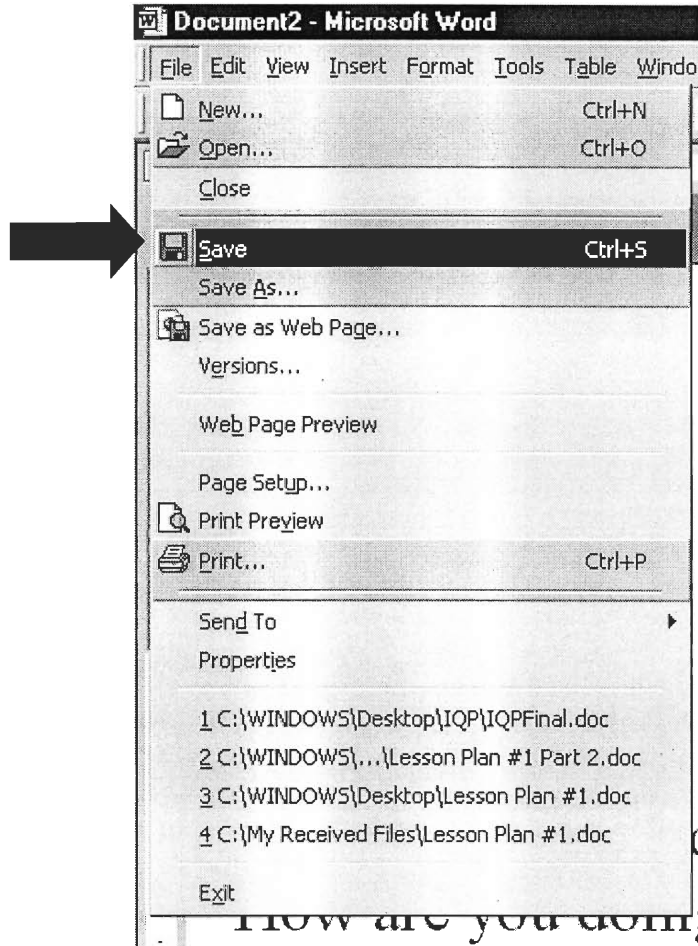 Document2 - Microsoft Word
File Edit View Insert Format Tools Table Windo
New... Ctrl+N
Open... Ctrl+O
Close
Save Ctrl+S
Save As...
Save as Web Page...
Versions...
Web Page Preview
Page Setup...
Print Preview
Print... Ctrl+P
Send To
Properties
1 C:\WINDOWS\Desktop\IQP\IQPFinal.doc
2 C:\WINDOWS\...\Lesson Plan #1 Part 2.doc
3 C:\WINDOWS\Desktop\Lesson Plan #1.doc
4 C:\My Received Files\Lesson Plan #1.doc
Exit
How are you doing